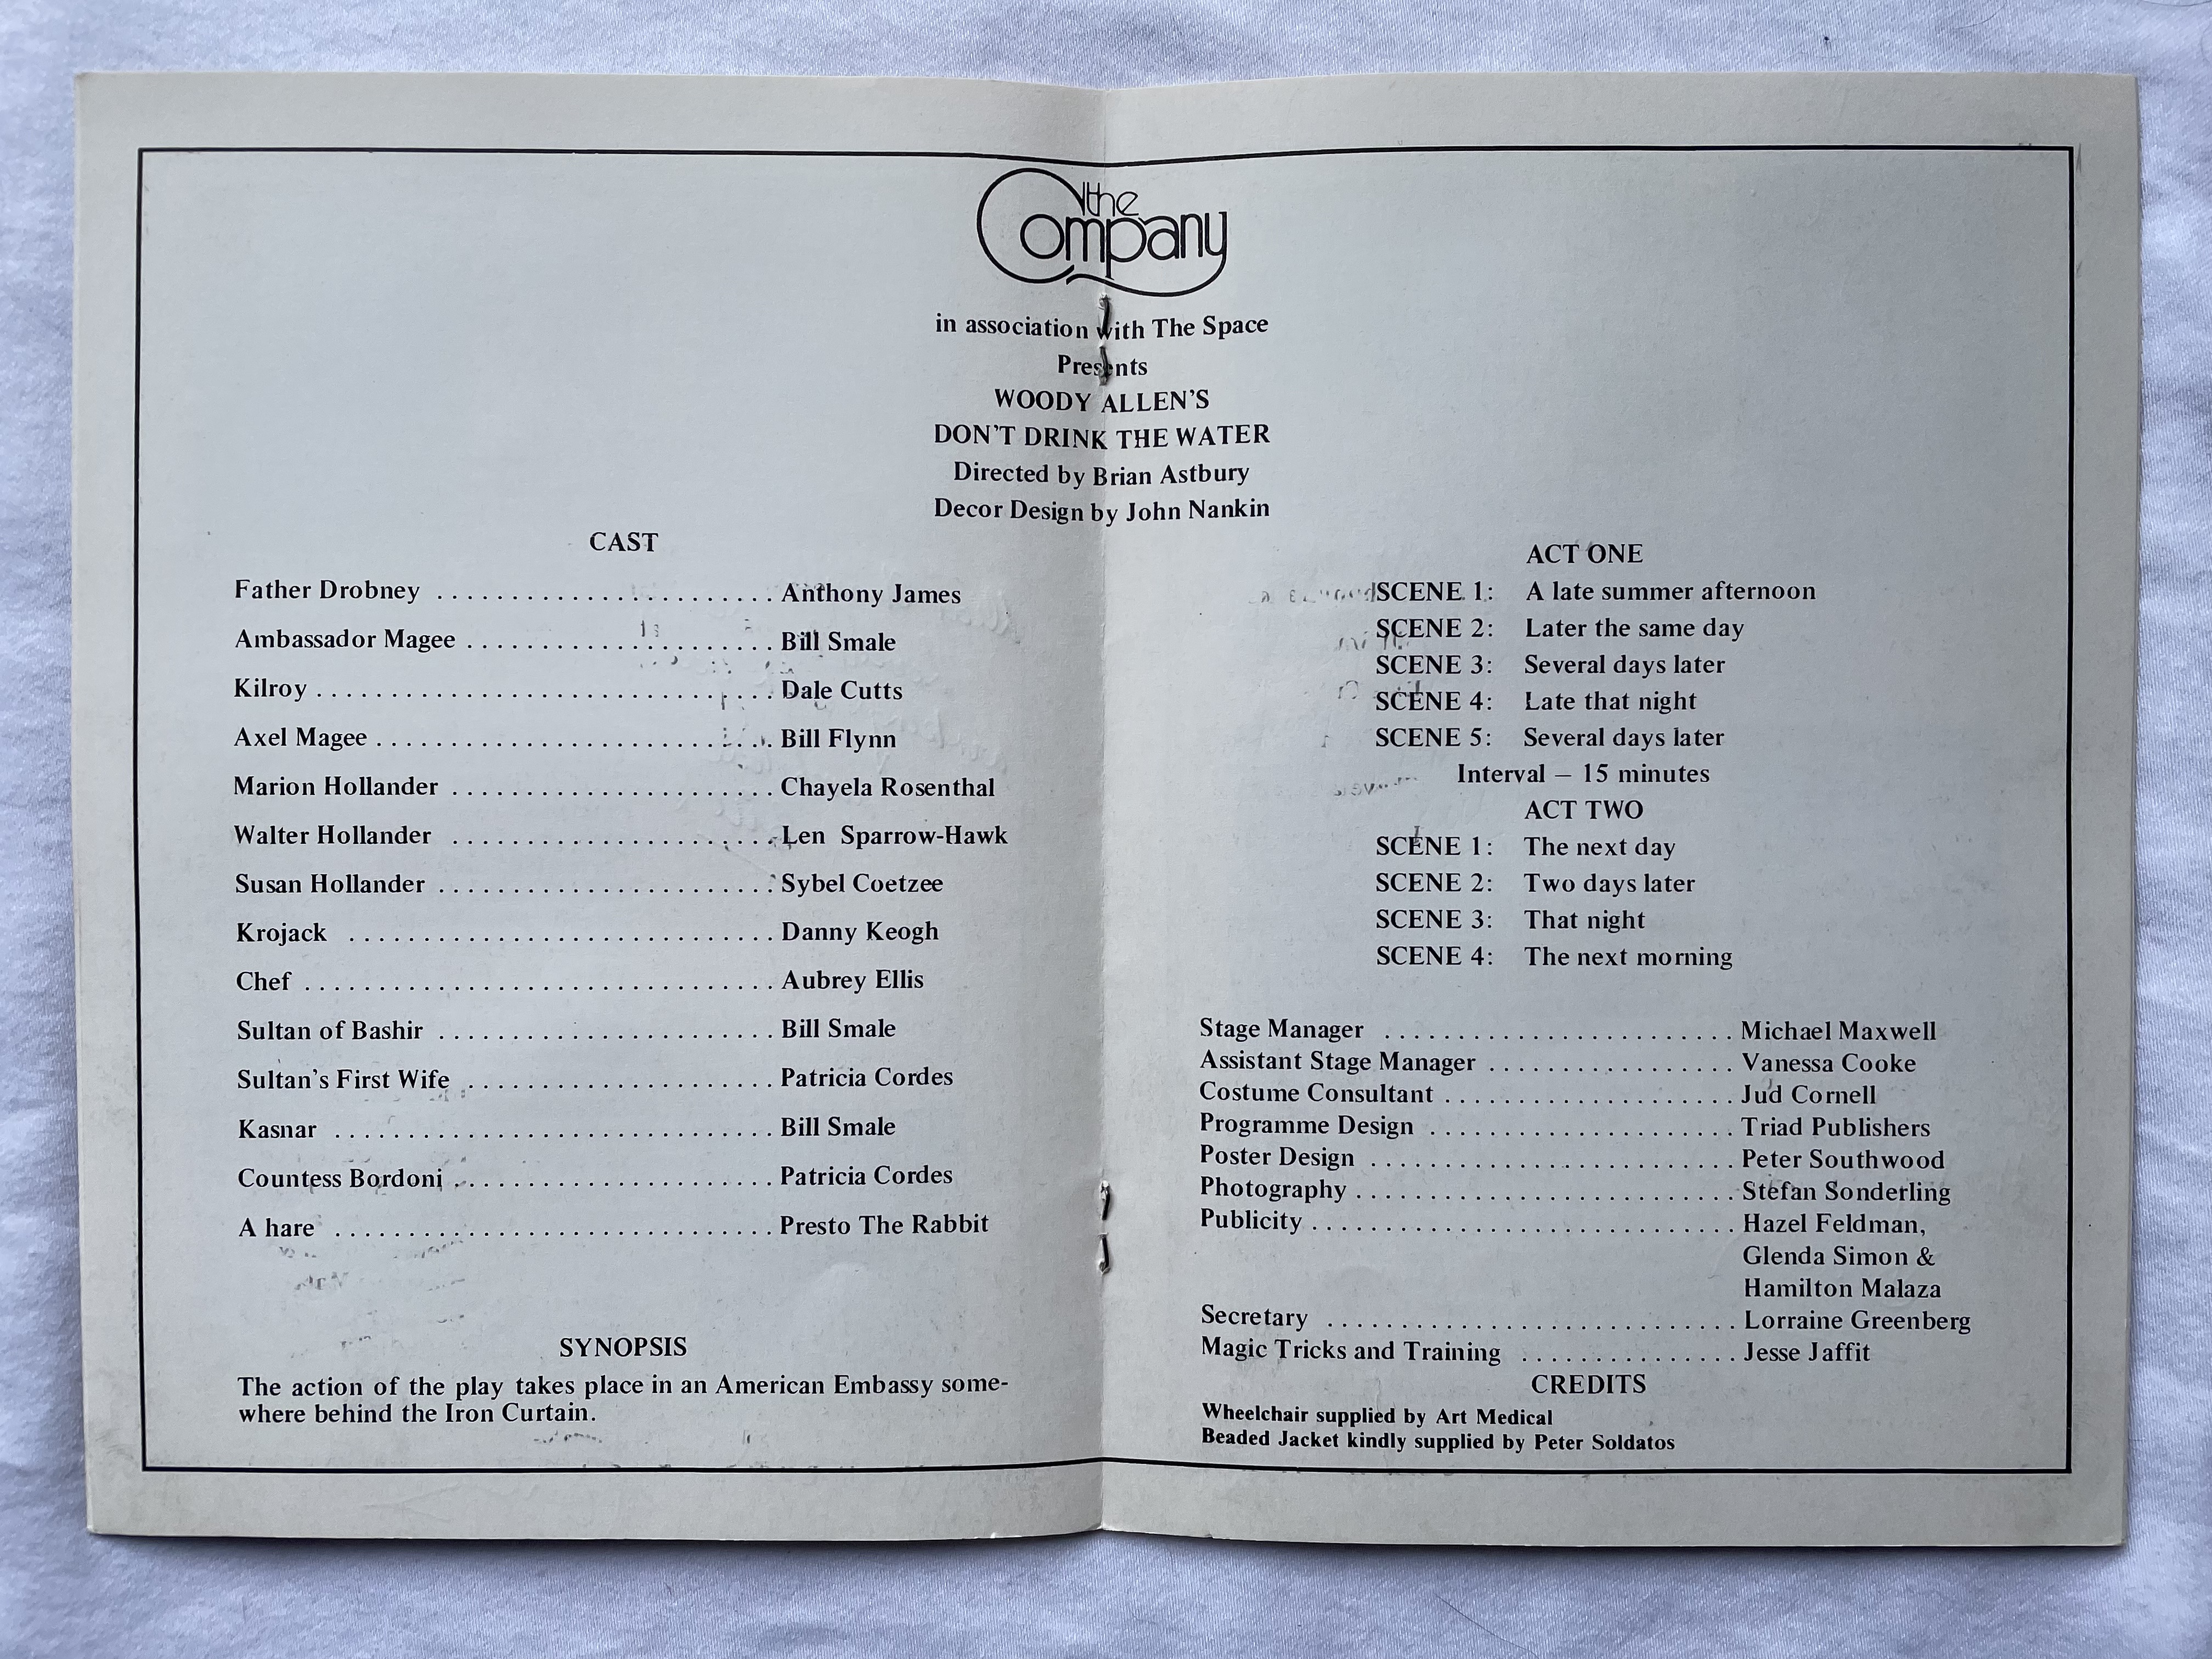 the Company
in association with The Space
Presents
WOODY ALLEN'S
DON'T DRINK THE WATER
Directed by Brian Astbury
Decor Design by John Nankin
CAST
Father Drobney ....................... Anthony James
Ambassador Magee ..................... Bill Smale
Kilroy ............................... Dale Cutts
Axel Magee ........................... Bill Flynn
Marion Hollander ...................... Chayela Rosenthal
Walter Hollander ...................... Len Sparrow-Hawk
Susan Hollander ....................... Sybel Coetzee
Krojack ............................. Danny Keogh
Chef ................................ Aubrey Ellis
Sultan of Bashir ....................... Bill Smale
Sultan's First Wife ..................... Patricia Cordes
Kasnar .............................. Bill Smale
Countess Bordoni ...................... Patricia Cordes
A hare .............................. Presto The Rabbit
SYNOPSIS
The action of the play takes place in an American Embassy some-
where behind the Iron Curtain.
ACT ONE
SCENE 1: A late summer afternoon
SCENE 2: Later the same day
SCENE 3: Several days later
SCENE 4: Late that night
SCENE 5: Several days later
Interval – 15 minutes
ACT TWO
SCENE 1: The next day
SCENE 2: Two days later
SCENE 3: That night
SCENE 4: The next morning
Stage Manager ........................ Michael Maxwell
Assistant Stage Manager ................. Vanessa Cooke
Costume Consultant .................... Jud Cornell
Programme Design ..................... Triad Publishers
Poster Design ......................... Peter Southwood
Photography .......................... Stefan Sonderling
Publicity ............................. Hazel Feldman,
Glenda Simon &
Hamilton Malaza
Secretary ............................ Lorraine Greenberg
Magic Tricks and Training ............... Jesse Jaffit
CREDITS
Wheelchair supplied by Art Medical
Beaded Jacket kindly supplied by Peter Soldatos